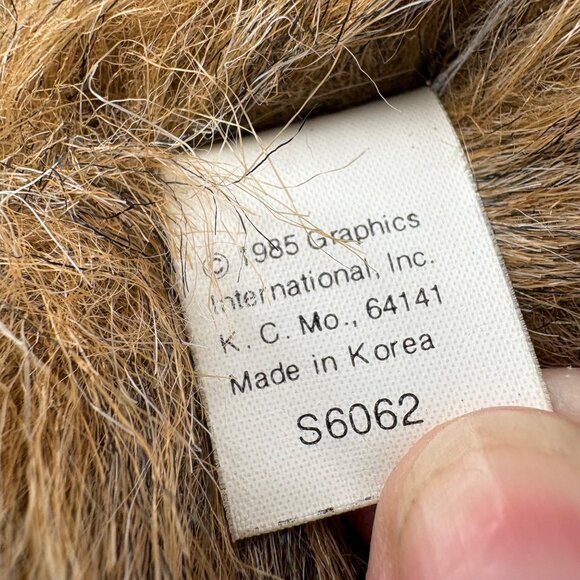 © 1985 Graphics
International, Inc.
K. C. Mo., 64141
Made in Korea
S6062